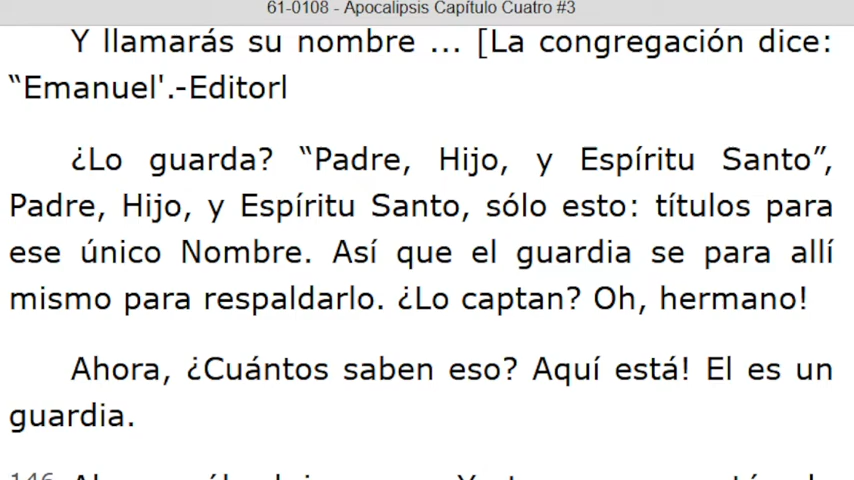 61-0108 - Apocalipsis Capítulo Cuatro #3
Y llamarás su nombre ... [La congregación dice:
“Emanuel'.-Editorl
¿Lo guarda? “Padre, Hijo, y Espíritu Santo”,
Padre, Hijo, y Espíritu Santo, sólo esto: títulos para
ese único Nombre. Así que el guardia se para allí
mismo para respaldarlo. ¿Lo captan? Oh, hermano!
Ahora, ¿Cuántos saben eso? Aquí está! El es un
guardia.
146